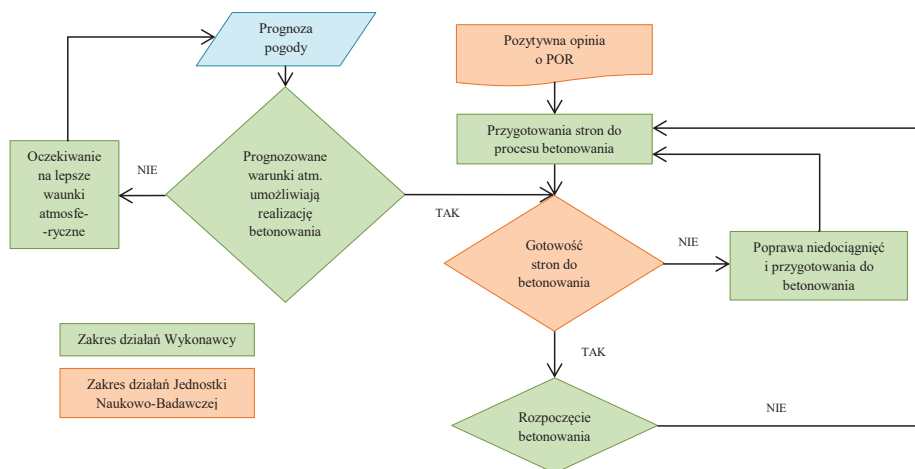 Prognoza
pogody
Pozytywna opinia
o POR
Przygotowania stron do
procesu betonowania
Oczekiwanie
na lepsze
waunki
atmosfe-
-ryczne
NIE
Prognozowane
warunki atm.
umożliwiają
realizację
betonowania
TAK
Gotowość
stron do
betonowania
NIE
Poprawa niedociągnięć
i przygotowania do
betonowania
Zakres działań Wykonawcy
TAK
Zakres działań Jednostki
Naukowo-Badawczej
Rozpoczęcie
betonowania
NIE